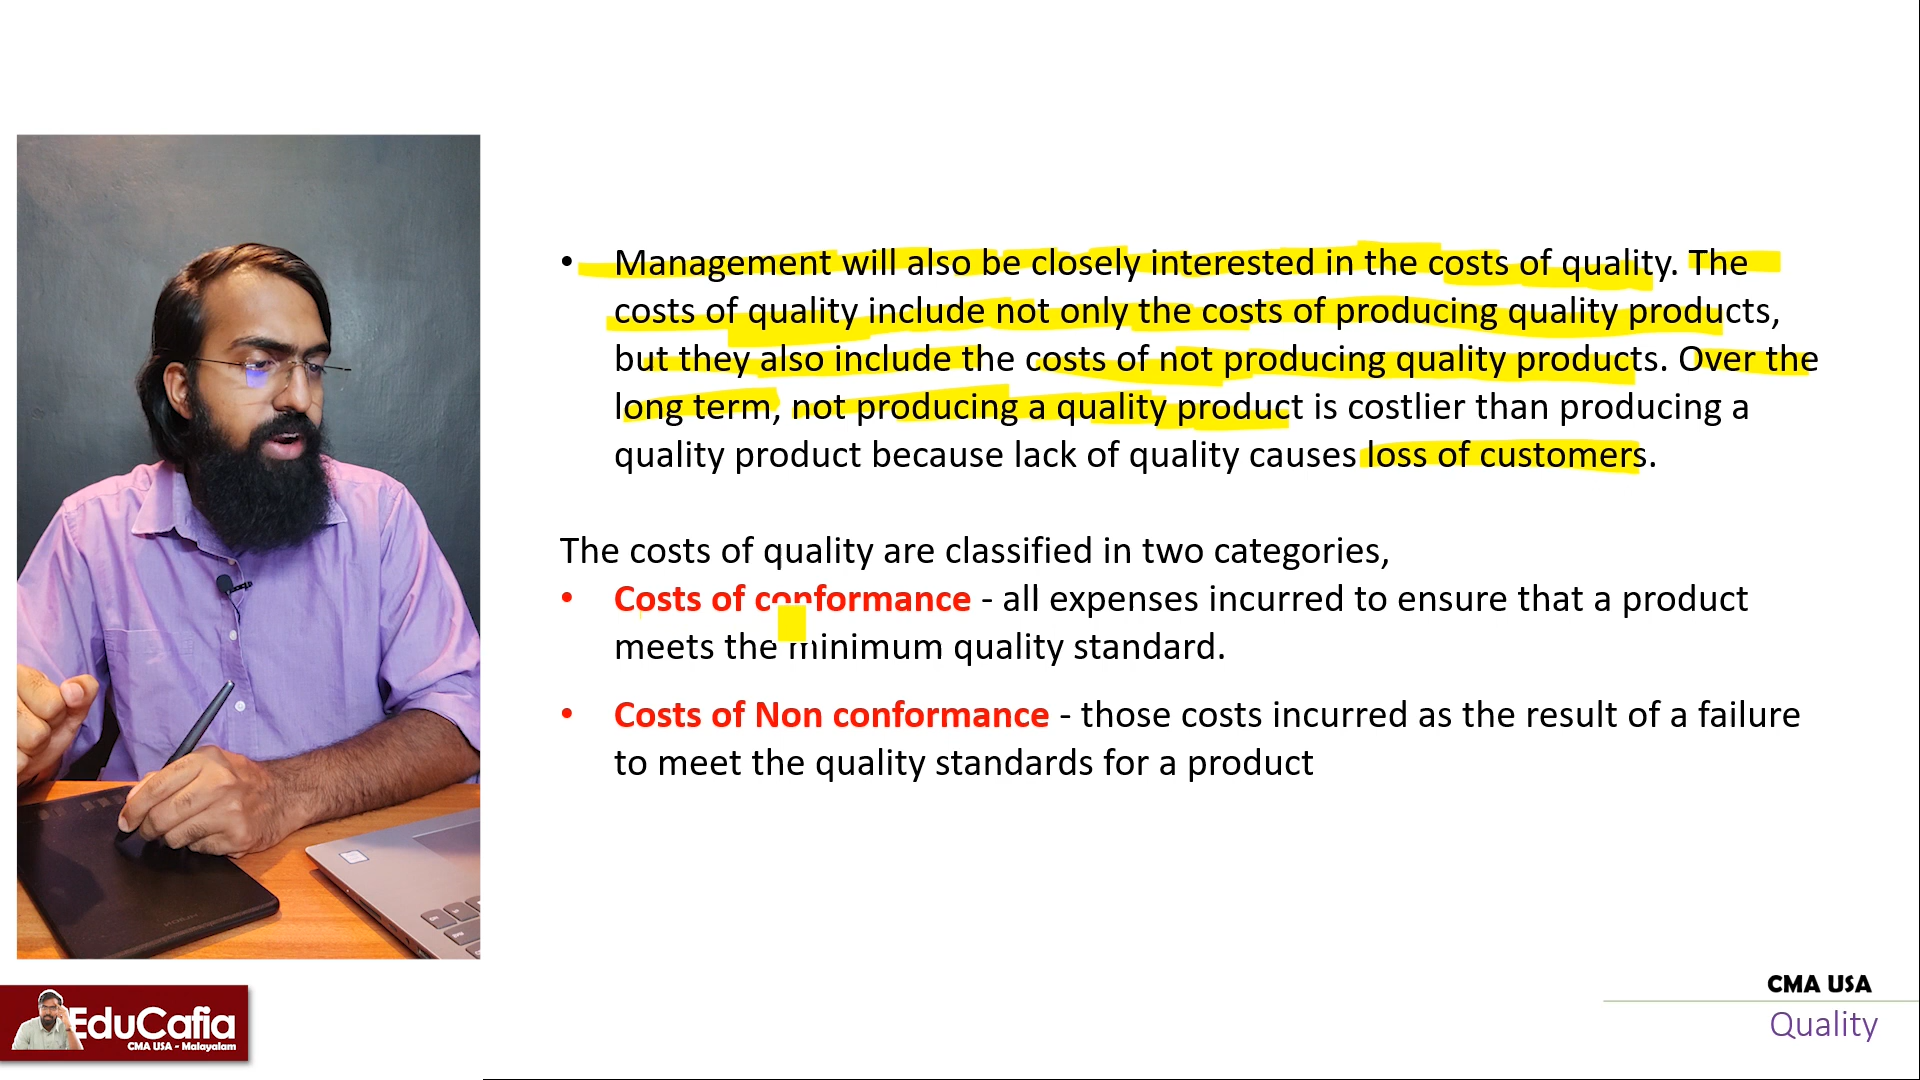 • Management will also be closely interested in the costs of quality. The
costs of quality include not only the costs of producing quality products,
but they also include the costs of not producing quality products. Over the
long term, not producing a quality product is costlier than producing a
quality product because lack of quality causes loss of customers.
The costs of quality are classified in two categories,
• Costs of conformance - all expenses incurred to ensure that a product
meets the minimum quality standard.
• Costs of Non conformance - those costs incurred as the result of a failure
to meet the quality standards for a product
EduCafia
CMA USA - Malayalam
CMA USA
Quality